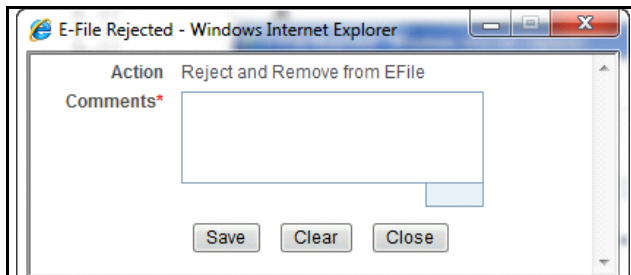 E-File Rejected - Windows Internet Explorer
Action Reject and Remove from EFile
Comments*
Save Clear Close